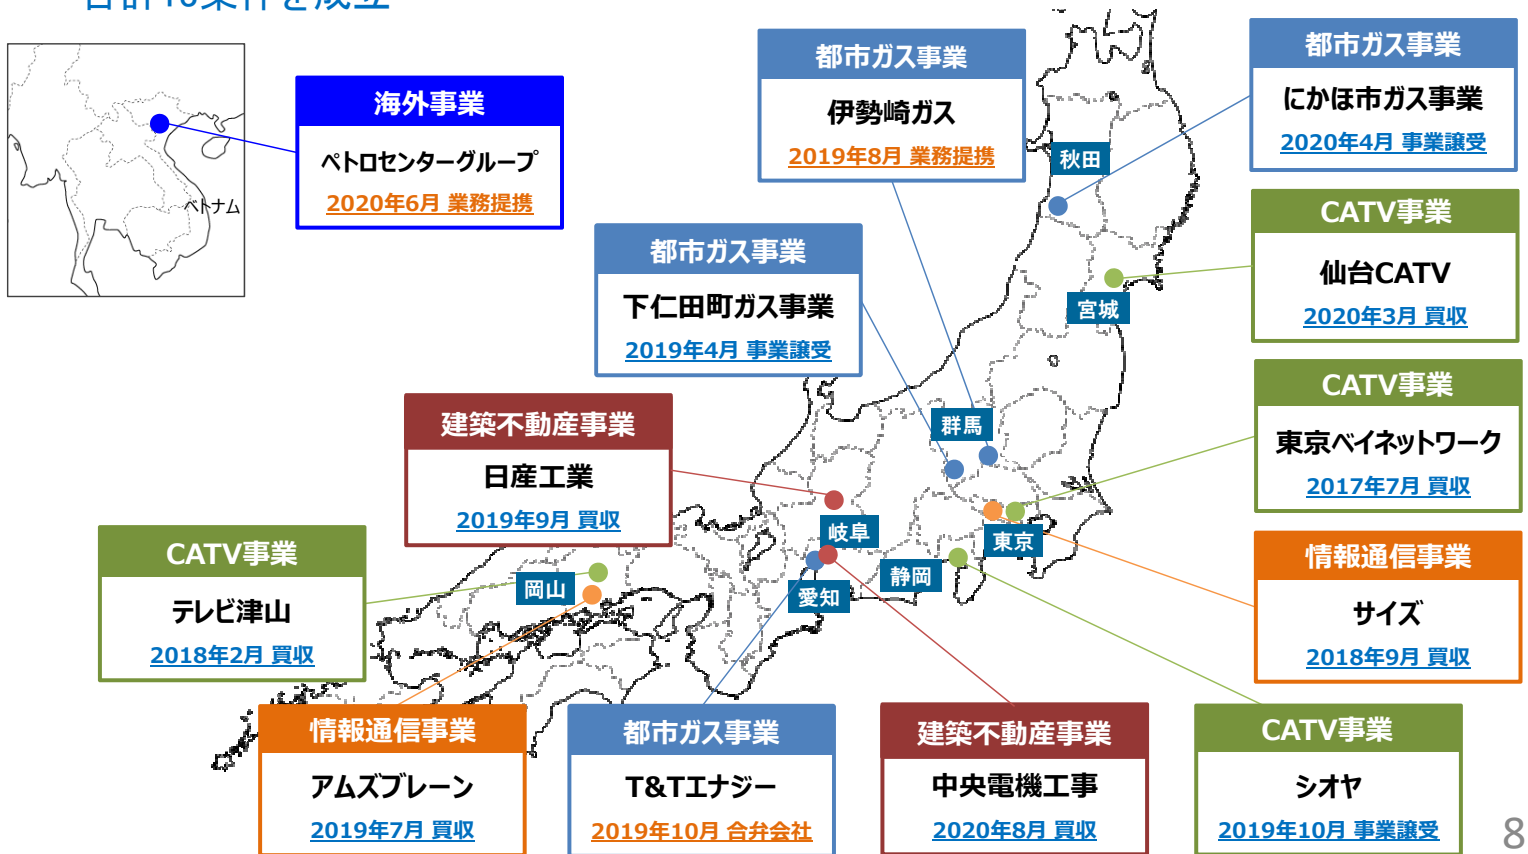 合計10案件を成立
海外事業
ペトロセンターグループ
2020年6月 業務提携
ベトナム
都市ガス事業
伊勢崎ガス
2019年8月 業務提携
都市ガス事業
にかほ市ガス事業
2020年4月 事業譲受
秋田
CATV事業
仙台CATV
2020年3月 買収
宮城
都市ガス事業
下仁田町ガス事業
2019年4月 事業譲受
CATV事業
東京ベイネットワーク
2017年7月 買収
群馬
建築不動産事業
日産工業
2019年9月 買収
岐阜
東京
静岡
愛知
岡山
CATV事業
テレビ津山
2018年2月 買収
情報通信事業
サイズ
2018年9月 買収
情報通信事業
アムズブレーン
2019年7月 買収
都市ガス事業
T&Tエナジー
2019年10月 合弁会社
建築不動産事業
中央電機工事
2020年8月 買収
CATV事業
シオヤ
2019年10月 事業譲受
8